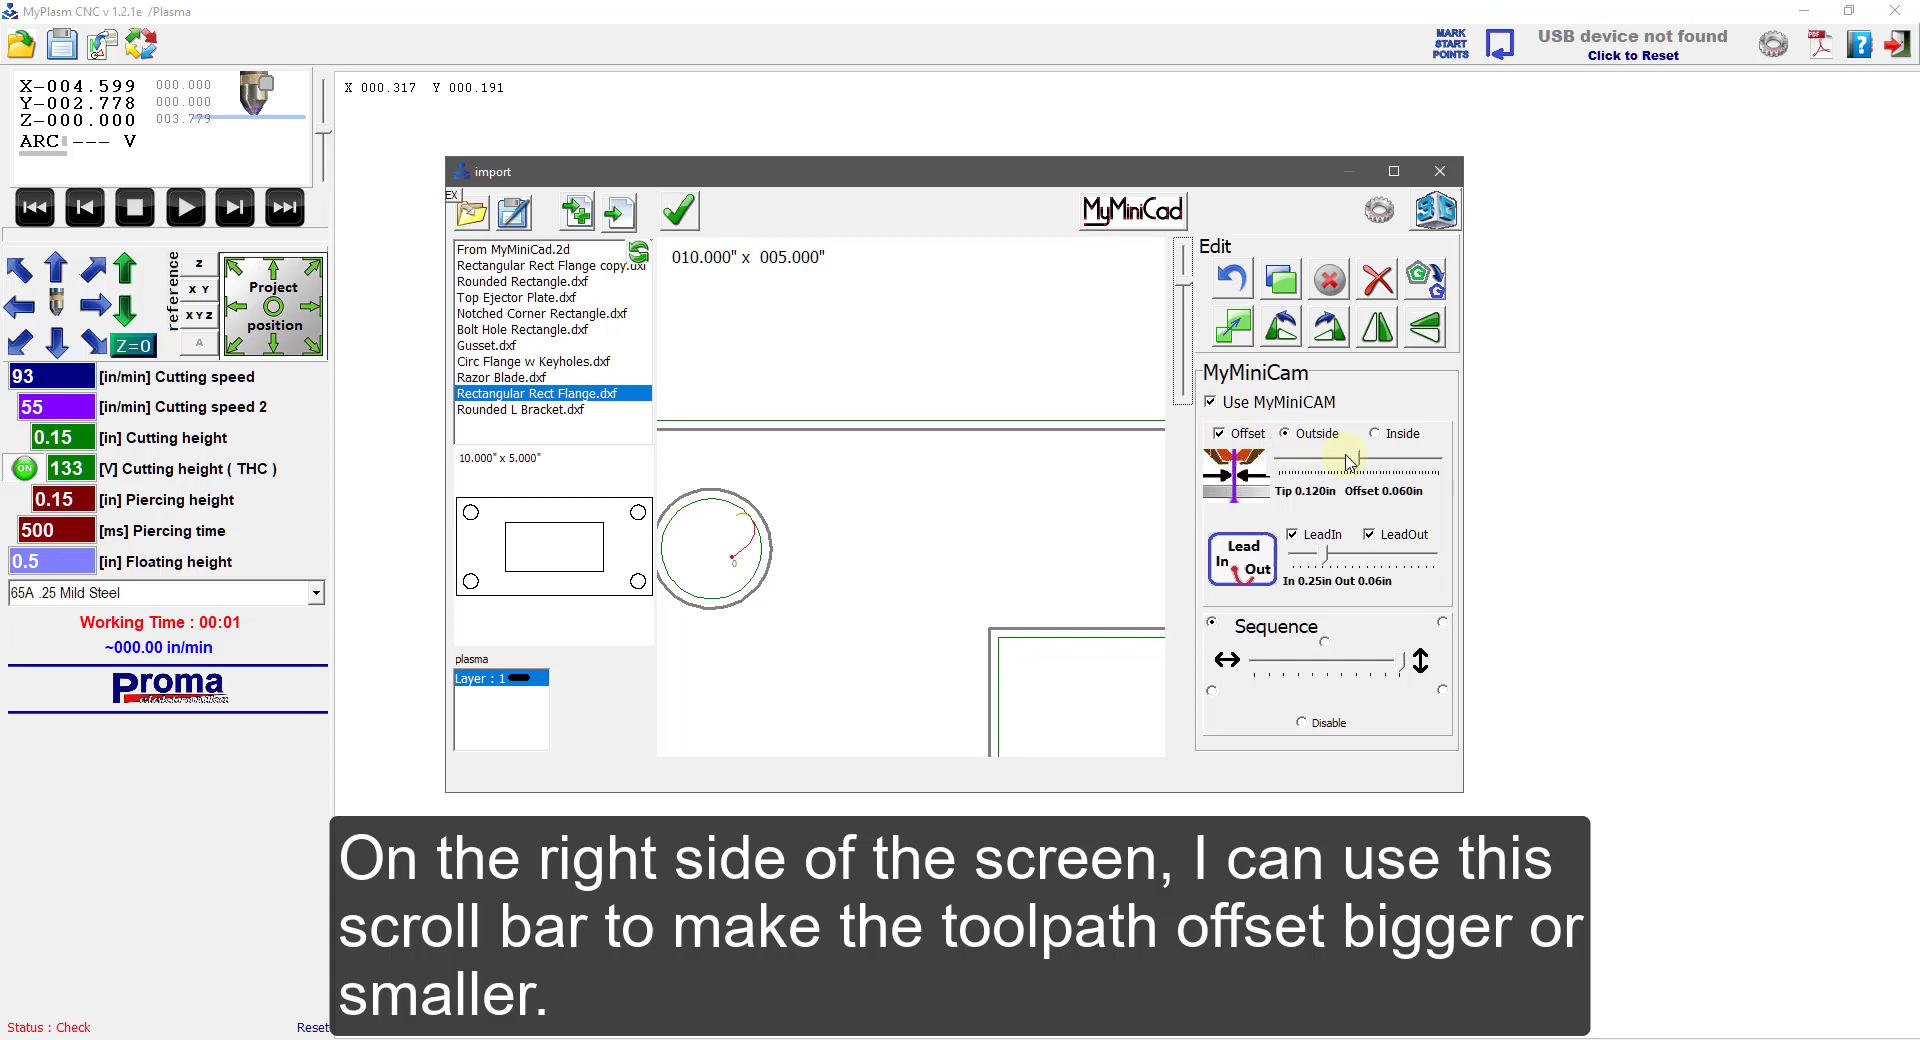 MyPlasm CNC v 1.2.1e /Plasma
MARK
START
POINTS
USB device not found
Click to Reset
PDF
X-004.599 000.000
Y-002.778 000.000
Z-000.000 003.779
ARC --- V
X 000.317 Y 000.191
reference
Z
X Y
X Y Z
A
Project
position
Z=0
93 [in/min] Cutting speed
55 [in/min] Cutting speed 2
0.15 [in] Cutting height
ON 133 [V] Cutting height ( THC )
0.15 [in] Piercing height
500 [ms] Piercing time
0.5 [in] Floating height
65A .25 Mild Steel
Working Time : 00:01
~000.00 in/min
Proma
Status : Check
Reset
import
EX
MyMiniCad
3D
From MyMiniCad.2d
Rectangular Rect Flange copy.dxf
Rounded Rectangle.dxf
Top Ejector Plate.dxf
Notched Corner Rectangle.dxf
Bolt Hole Rectangle.dxf
Gusset.dxf
Circ Flange w Keyholes.dxf
Razor Blade.dxf
Rectangular Rect Flange.dxf
Rounded L Bracket.dxf
10.000" x 5.000"
plasma
Layer : 1
010.000" x 005.000"
0
Edit
G
G
MyMiniCam
Use MyMiniCAM
Offset Outside Inside
Tip 0.120in Offset 0.060in
Lead
In Out
LeadIn LeadOut
In 0.25in Out 0.06in
Sequence
Disable
On the right side of the screen, I can use this
scroll bar to make the toolpath offset bigger or
smaller.